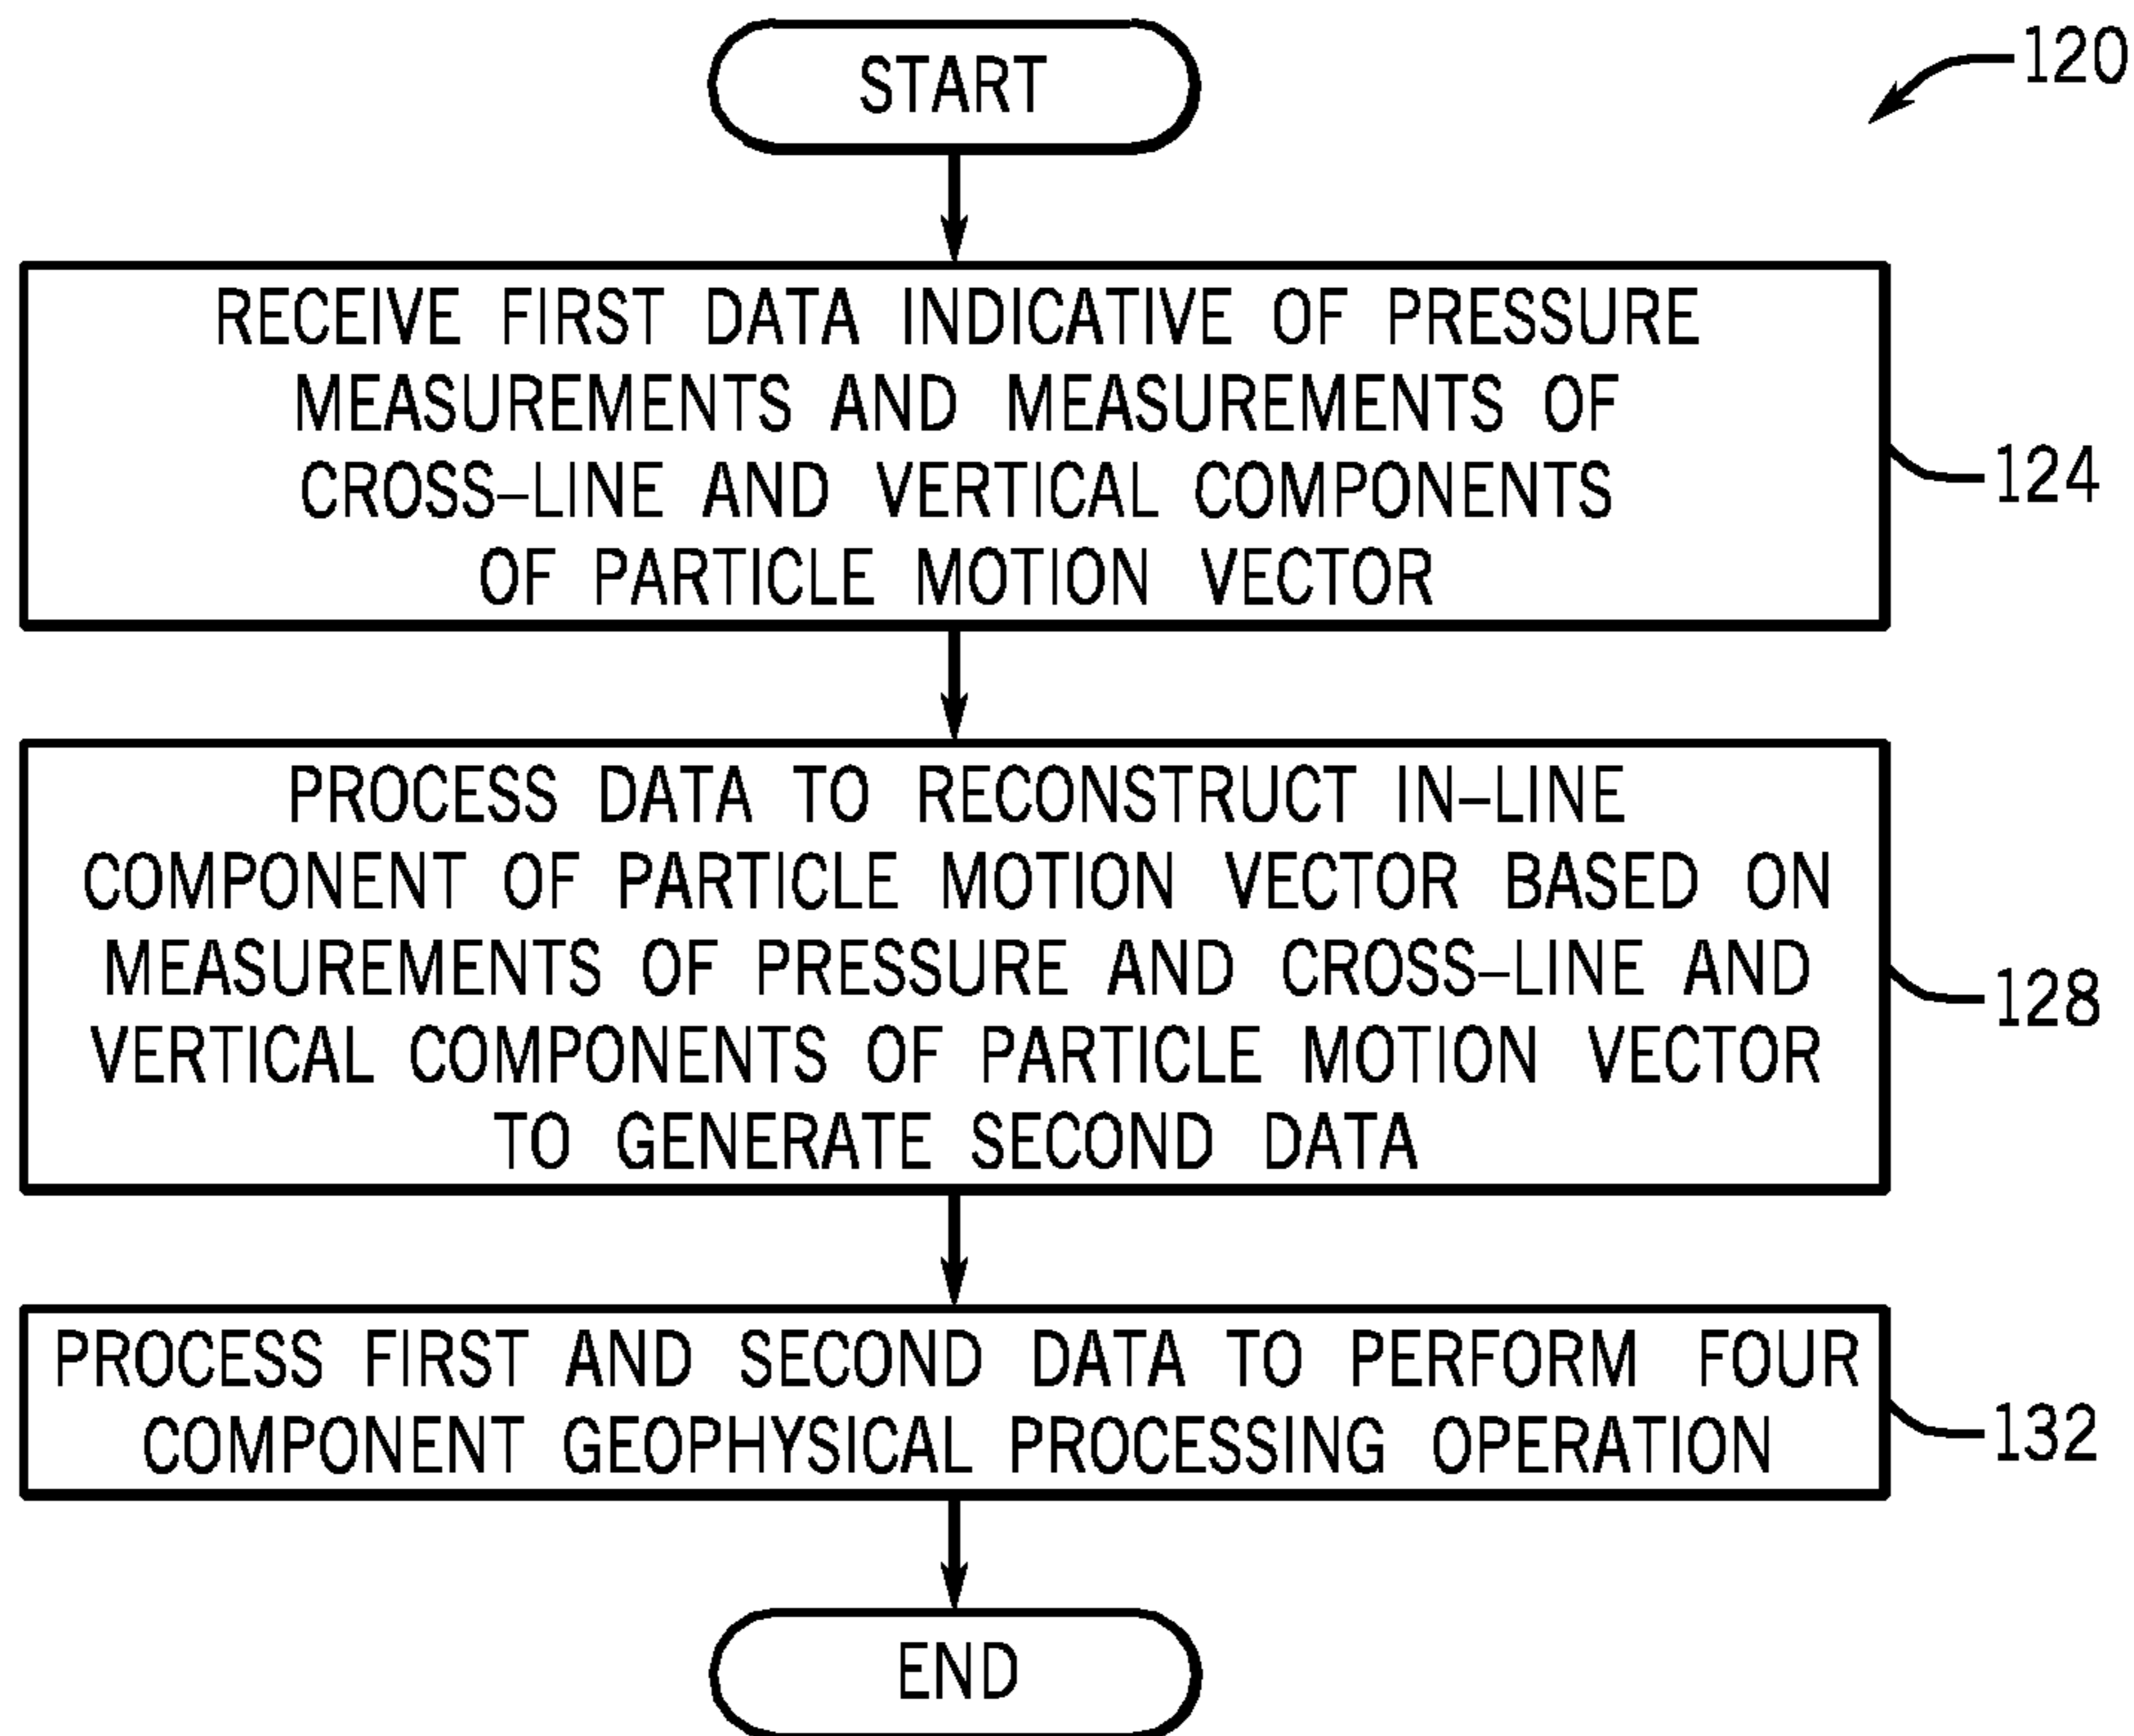 START
120
RECEIVE FIRST DATA INDICATIVE OF PRESSURE
MEASUREMENTS AND MEASUREMENTS OF
CROSS–LINE AND VERTICAL COMPONENTS
OF PARTICLE MOTION VECTOR
124
PROCESS DATA TO RECONSTRUCT IN–LINE
COMPONENT OF PARTICLE MOTION VECTOR BASED ON
MEASUREMENTS OF PRESSURE AND CROSS–LINE AND
VERTICAL COMPONENTS OF PARTICLE MOTION VECTOR
TO GENERATE SECOND DATA
128
PROCESS FIRST AND SECOND DATA TO PERFORM FOUR
COMPONENT GEOPHYSICAL PROCESSING OPERATION
132
END